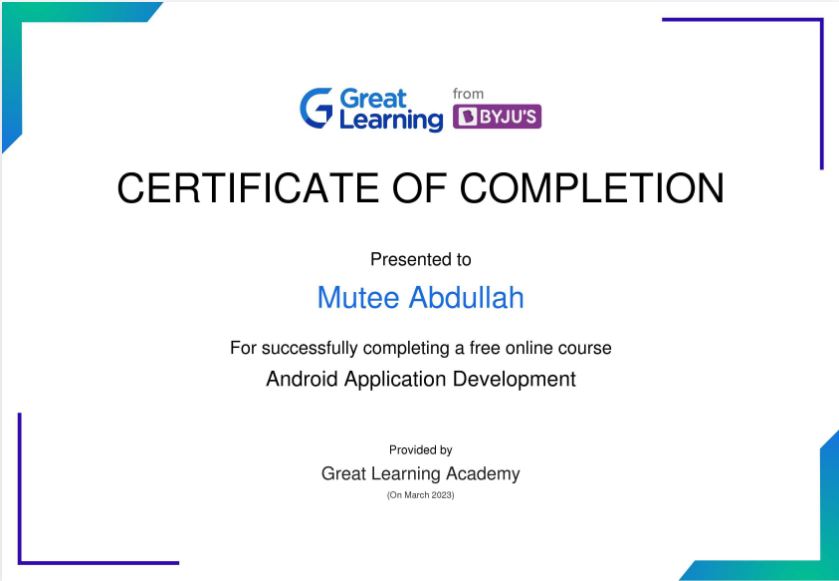 Great Learning
from
BYJU'S
CERTIFICATE OF COMPLETION
Presented to
Mutee Abdullah
For successfully completing a free online course
Android Application Development
Provided by
Great Learning Academy
(On March 2023)